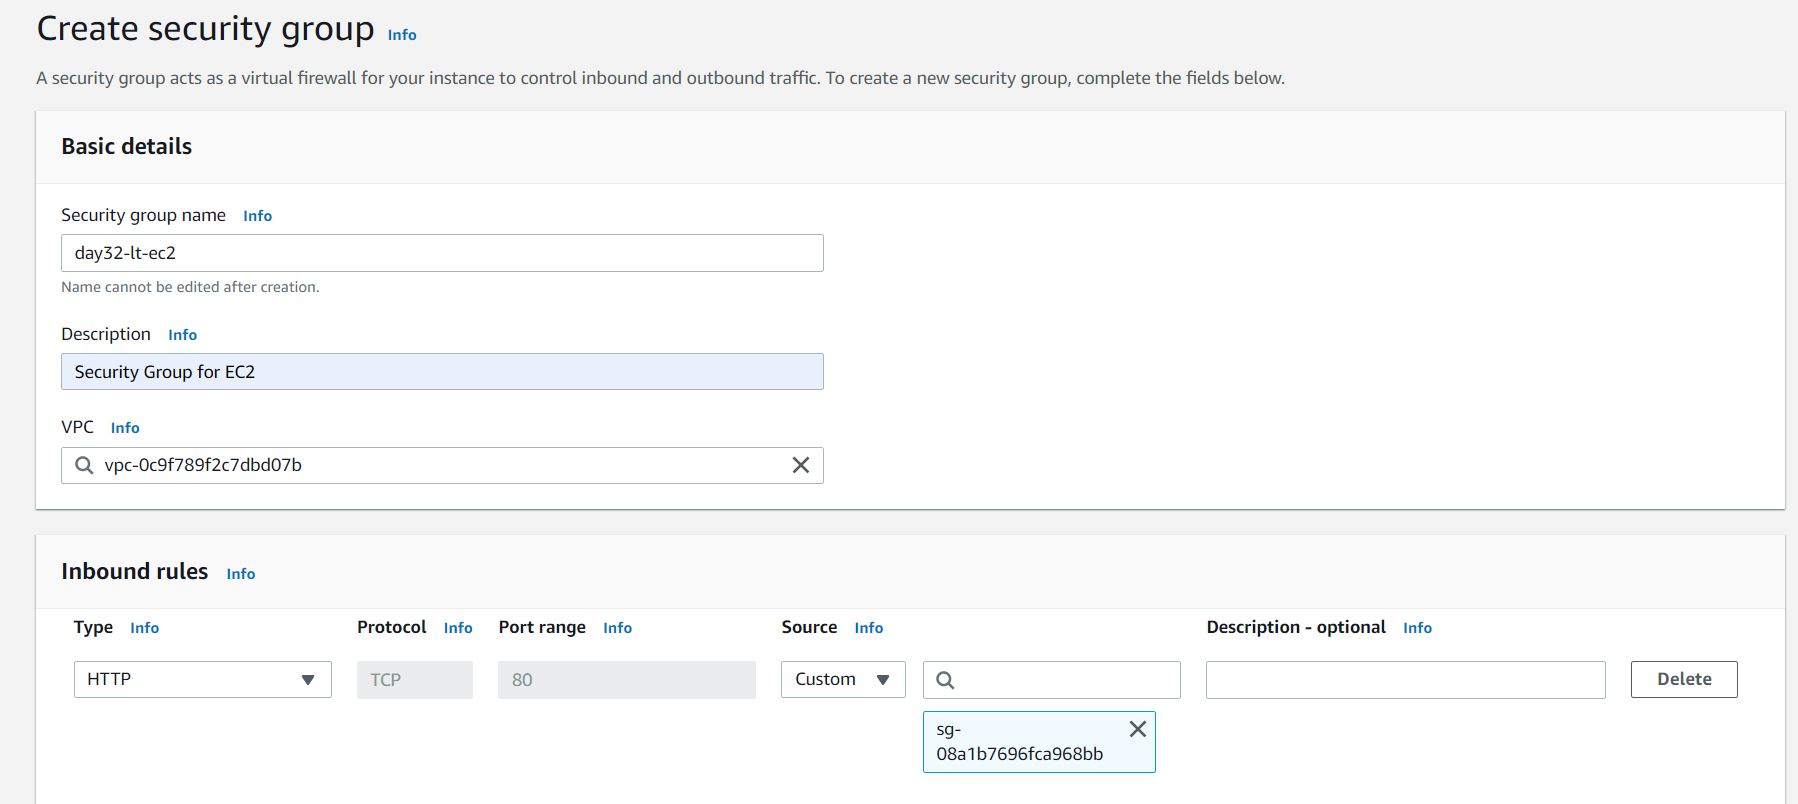 Create security group Info
A security group acts as a virtual firewall for your instance to control inbound and outbound traffic. To create a new security group, complete the fields below.
Basic details
Security group name Info
day32-lt-ec2
Name cannot be edited after creation.
Description Info
Security Group for EC2
VPC Info
vpc-0c9f789f2c7dbd07b
Inbound rules Info
Type Info Protocol Info Port range Info Source Info Description - optional Info
HTTP TCP 80 Custom Delete
sg-
08a1b7696fca968bb